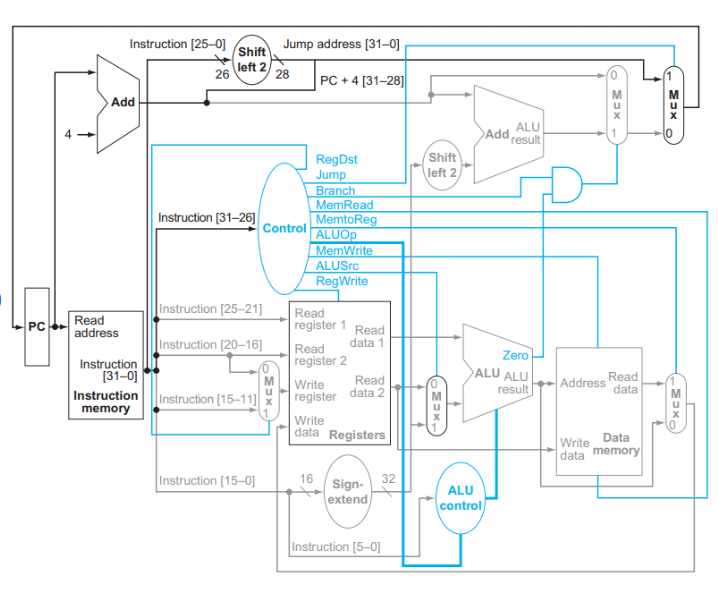 Instruction [25–0]
Shift
left 2
Jump address [31–0]
26
28
PC + 4 [31–28]
Add
4
0
M
u
x
1
1
M
u
x
0
Add
ALU
result
Shift
left 2
RegDst
Jump
Branch
MemRead
MemtoReg
ALUOp
MemWrite
ALUSrc
RegWrite
Instruction [31–26]
Control
PC
Read
address
Instruction
[31–0]
Instruction
memory
Instruction [25–21]
Instruction [20–16]
Instruction [15–11]
0
M
u
x
1
Read
register 1
Read
register 2
Write
register
Write
data
Read
data 1
Read
data 2
Registers
0
M
u
x
1
Zero
ALU
ALU
result
Address
Read
data
Write
data
Data
memory
1
M
u
x
0
Instruction [15–0]
16
Sign-
extend
32
ALU
control
Instruction [5–0]